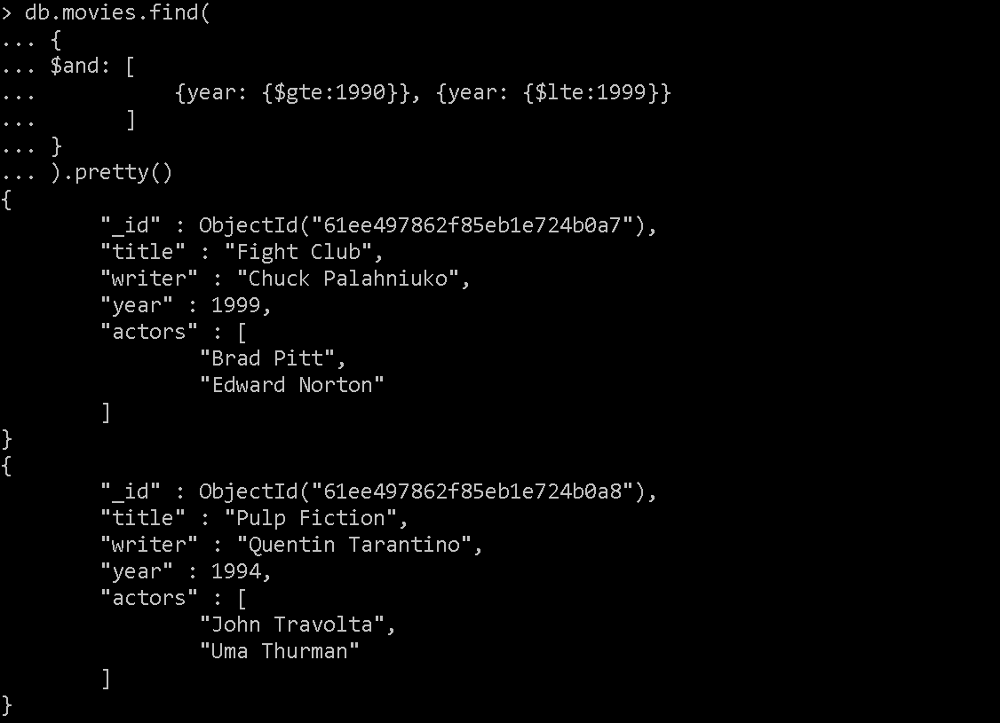 > db.movies.find(
... {
... $and: [
...            {year: {$gte:1990}}, {year: {$lte:1999}}
...        ]
... }
... ).pretty()
{
        "_id" : ObjectId("61ee497862f85eb1e724b0a7"),
        "title" : "Fight Club",
        "writer" : "Chuck Palahniuko",
        "year" : 1999,
        "actors" : [
                "Brad Pitt",
                "Edward Norton"
        ]
}
{
        "_id" : ObjectId("61ee497862f85eb1e724b0a8"),
        "title" : "Pulp Fiction",
        "writer" : "Quentin Tarantino",
        "year" : 1994,
        "actors" : [
                "John Travolta",
                "Uma Thurman"
        ]
}